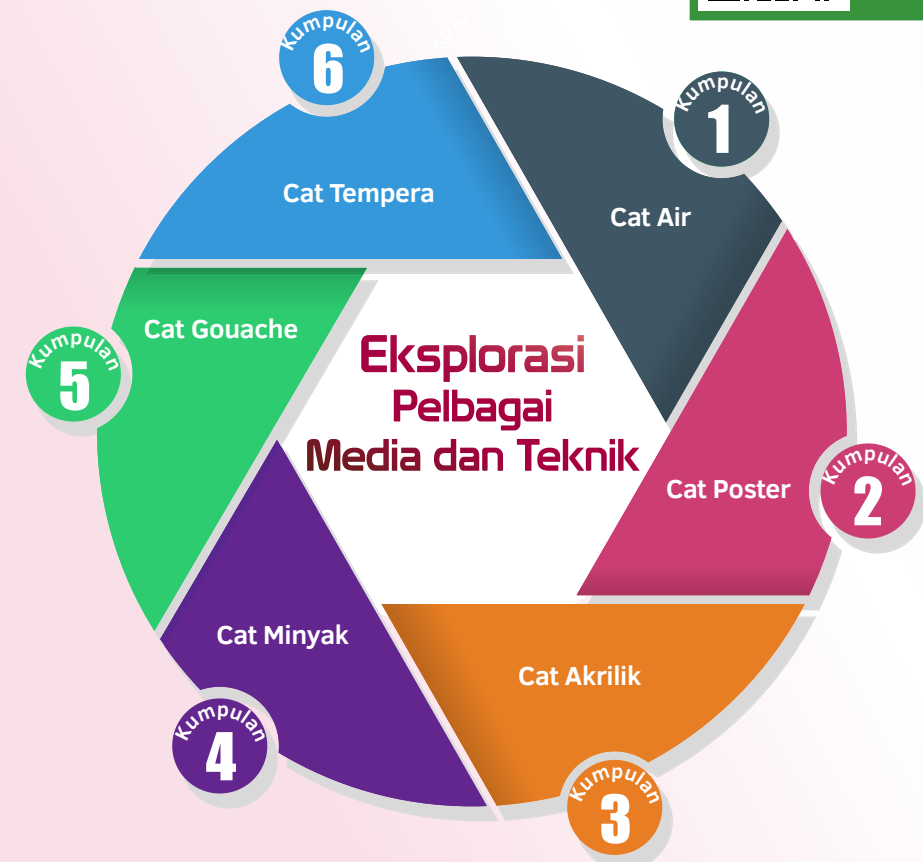 Eksplorasi
Pelbagai
Media dan Teknik
Kumpulan
1
Cat Air
Kumpulan
2
Cat Poster
Kumpulan
3
Cat Akrilik
Kumpulan
4
Cat Minyak
Kumpulan
5
Cat Gouache
Kumpulan
6
Cat Tempera